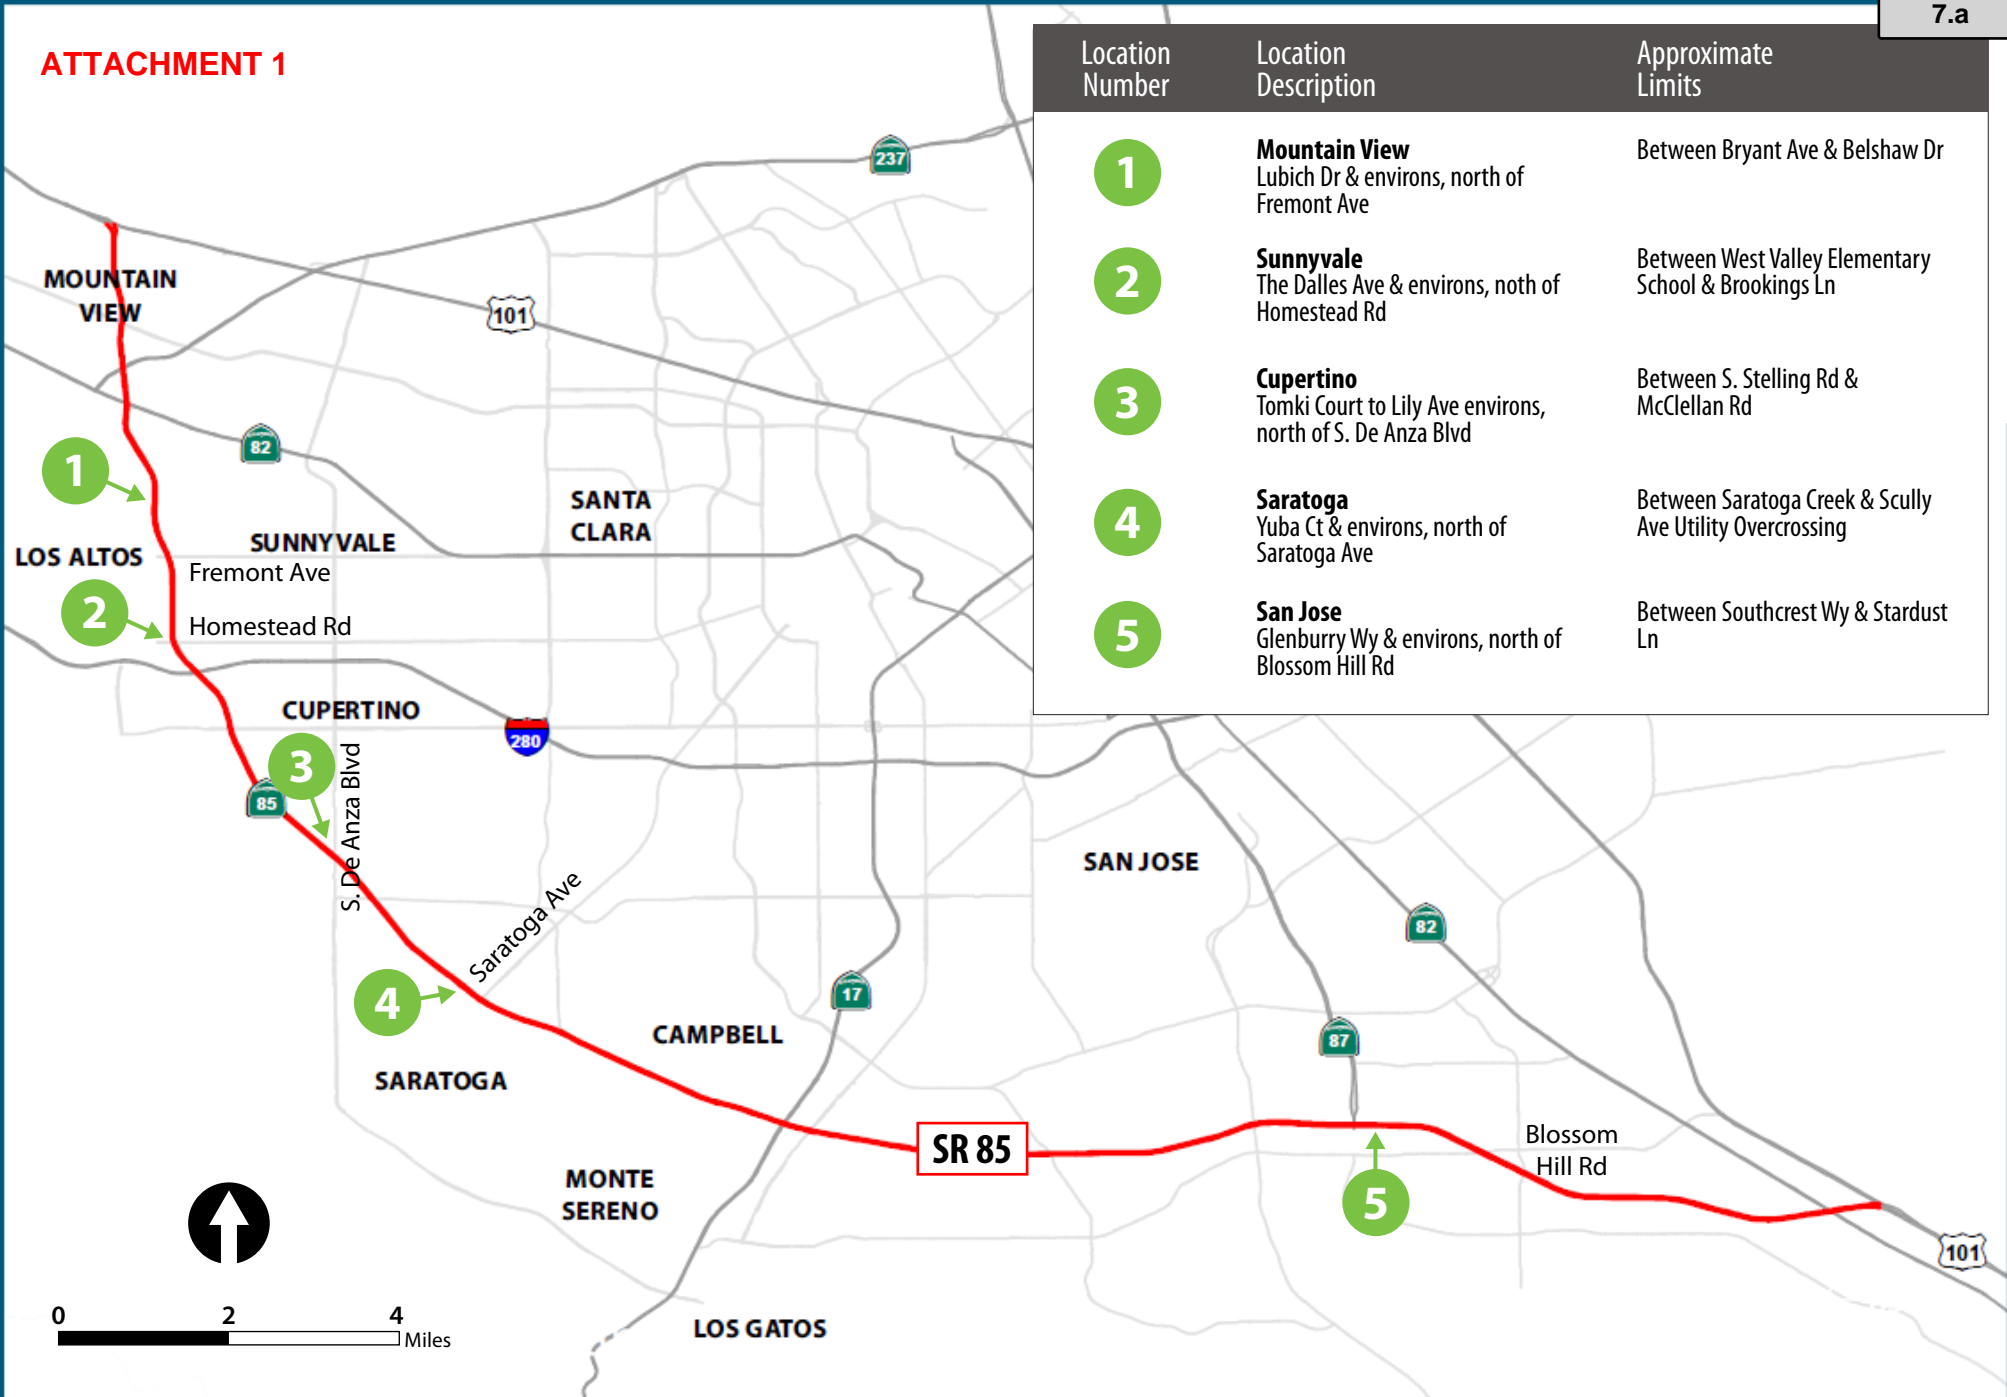 7.a
ATTACHMENT 1
Location
Number
Location
Description
Approximate
Limits
1
Mountain View
Lubich Dr & environs, north of
Fremont Ave
Between Bryant Ave & Belshaw Dr
2
Sunnyvale
The Dalles Ave & environs, noth of
Homestead Rd
Between West Valley Elementary
School & Brookings Ln
3
Cupertino
Tomki Court to Lily Ave environs,
north of S. De Anza Blvd
Between S. Stelling Rd &
McClellan Rd
4
Saratoga
Yuba Ct & environs, north of
Saratoga Ave
Between Saratoga Creek & Scully
Ave Utility Overcrossing
5
San Jose
Glenburry Wy & environs, north of
Blossom Hill Rd
Between Southcrest Wy & Stardust
Ln
237
MOUNTAIN
VIEW
101
82
1
SANTA
CLARA
SUNNYVALE
LOS ALTOS
Fremont Ave
2
Homestead Rd
CUPERTINO
280
3
85
S. De Anza Blvd
SAN JOSE
Saratoga Ave
82
4
17
CAMPBELL
87
SARATOGA
SR 85
Blossom
Hill Rd
MONTE
SERENO
5
101
0 2 4
Miles
LOS GATOS